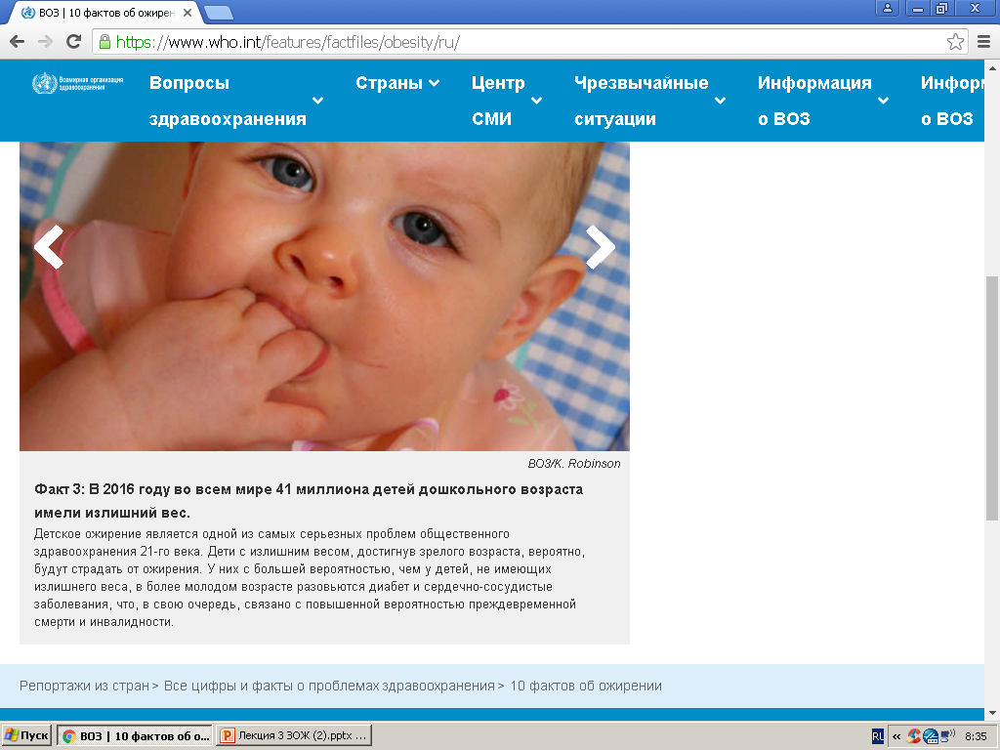 ВОЗ | 10 фактов об ожирен
https://www.who.int/features/factfiles/obesity/ru/
Всемирная организация
здравоохранения
Вопросы
здравоохранения
Страны
Центр
СМИ
Чрезвычайные
ситуации
Информация
о ВОЗ
Инфор
о ВОЗ
ВОЗ/K. Robinson
Факт 3: В 2016 году во всем мире 41 миллиона детей дошкольного возраста
имели излишний вес.
Детское ожирение является одной из самых серьезных проблем общественного
здравоохранения 21-го века. Дети с излишним весом, достигнув зрелого возраста, вероятно,
будут страдать от ожирения. У них с большей вероятностью, чем у детей, не имеющих
излишнего веса, в более молодом возрасте разовьются диабет и сердечно-сосудистые
заболевания, что, в свою очередь, связано с повышенной вероятностью преждевременной
смерти и инвалидности.
Репортажи из стран > Все цифры и факты о проблемах здравоохранения > 10 фактов об ожирении
Пуск
ВОЗ | 10 фактов об о...
Лекция 3 ЗОЖ (2).pptx ...
RU
«
8:35